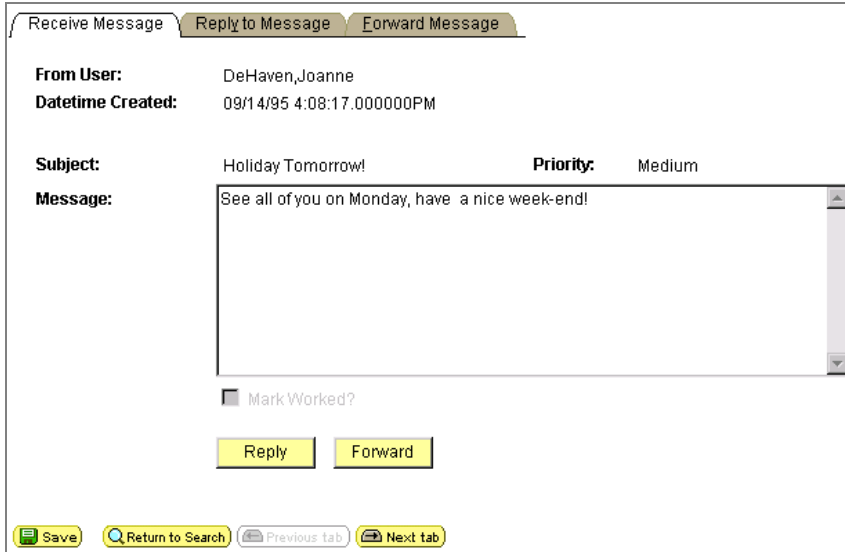 Receive Message Reply to Message Forward Message
From User: DeHaven,Joanne
Datetime Created: 09/14/95 4:08:17.000000PM
Subject: Holiday Tomorrow! Priority: Medium
Message: See all of you on Monday, have  a nice week-end!
Mark Worked?
Reply Forward
Save Return to Search Previous tab Next tab